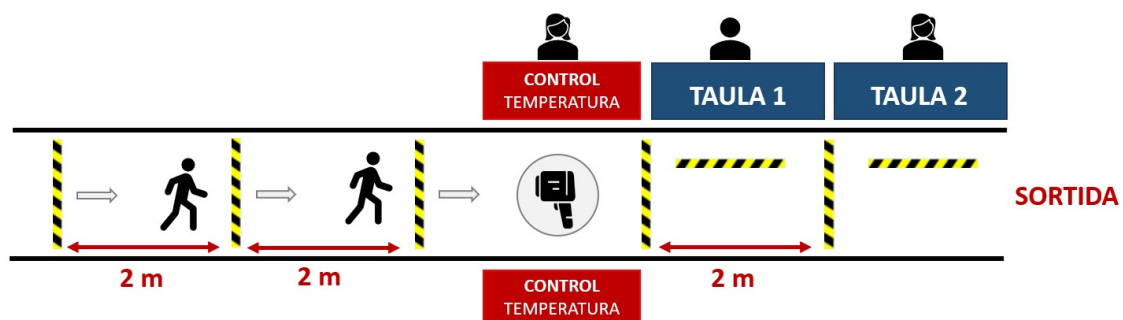 CONTROL
TEMPERATURA
TAULA 1
TAULA 2
SORTIDA
2 m
2 m
2 m
CONTROL
TEMPERATURA